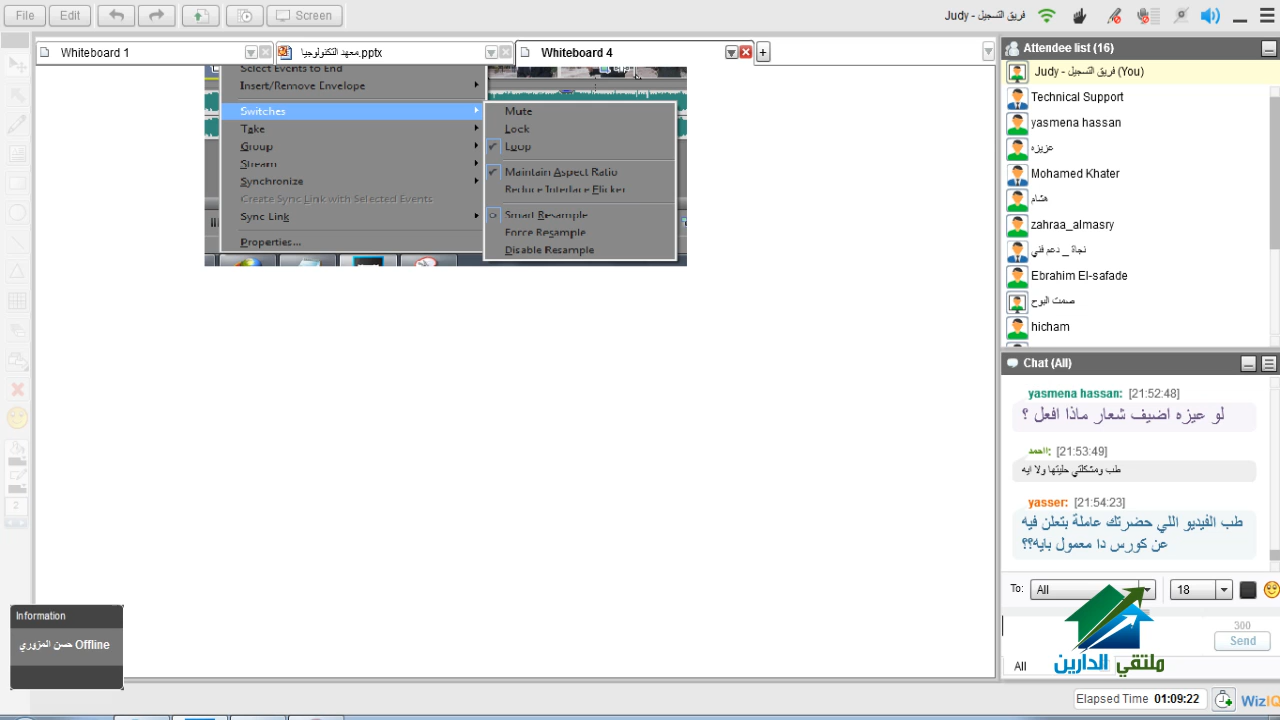 File Edit Screen
Judy - فريق التسجيل
Whiteboard 1
معهد التكنولوجيا.pptx
Whiteboard 4
+
Select Events to End
Insert/Remove Envelope
Switches
Take
Group
Stream
Synchronize
Create Sync Link with Selected Events
Sync Link
Properties...
Mute
Lock
Loop
Maintain Aspect Ratio
Reduce Interlace Flicker
Smart Resample
Force Resample
Disable Resample
Attendee list (16)
Judy - فريق التسجيل (You)
Technical Support
yasmena hassan
عزيزه
Mohamed Khater
هشام
zahraa_almasry
نجاة _ دعم فني
Ebrahim El-safade
صمت البوح
hicham
Chat (All)
yasmena hassan: [21:52:48]
لو عيزه اضيف شعار ماذا افعل ؟
احمد: [21:53:49]
طب ومشكلتي حليتها ولا ايه
yasser: [21:54:23]
طب الفيديو اللي حضرتك عاملة بتعلن فيه
عن كورس دا معمول بايه؟؟
To: All 18
300
Send
All
ملتقي الدارين
Information
حسن المزوري Offline
Elapsed Time 01:09:22
WizIQ